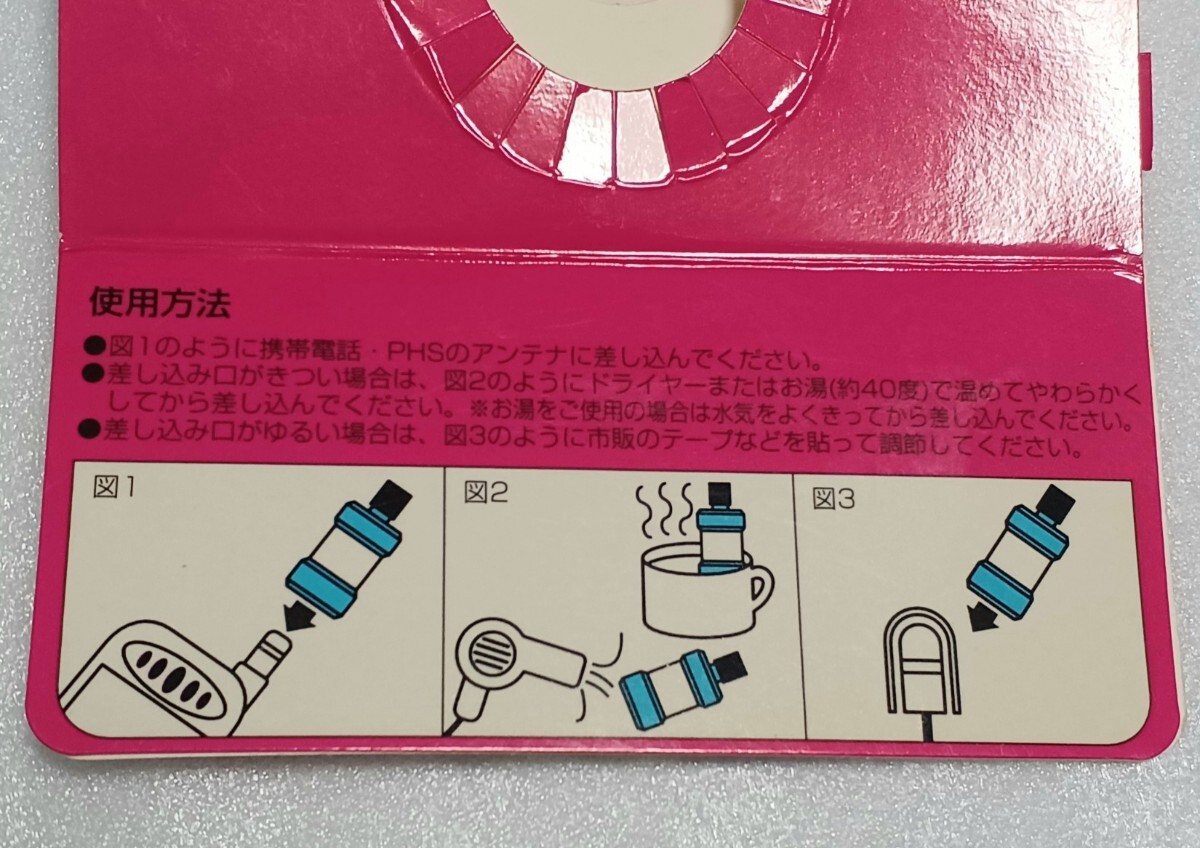 使用方法
●図1のように携帯電話・PHSのアンテナに差し込んでください。
●差し込み口がきつい場合は、図2のようにドライヤーまたはお湯(約40度)で温めてやわらかく
してから差し込んでください。※お湯をご使用の場合は水気をよくきってから差し込んでください。
●差し込み口がゆるい場合は、図3のように市販のテープなどを貼って調節してください。
図1
図2
図3